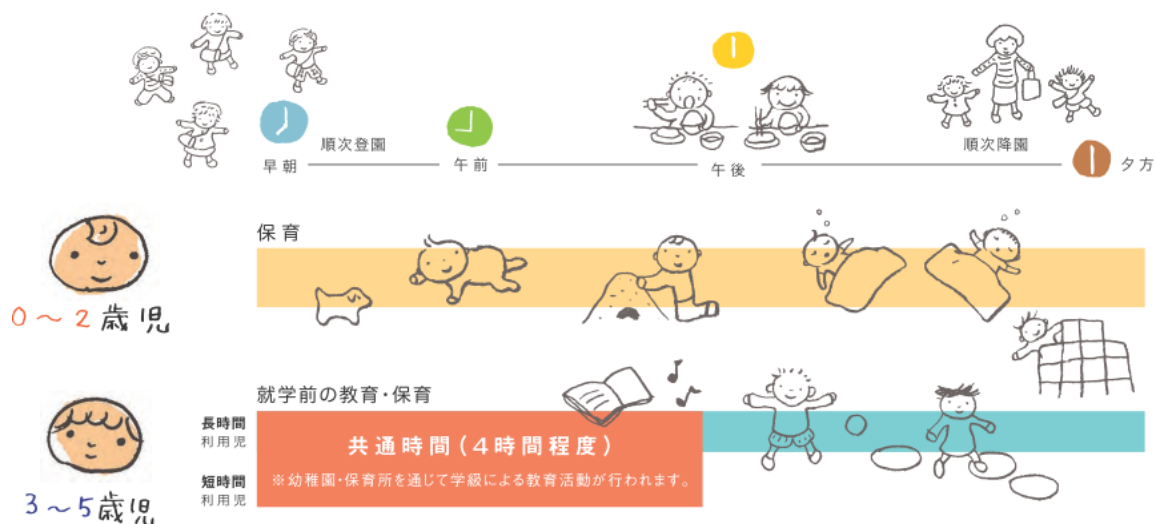 順次登園
順次降園
早朝
午前
午後
夕方
保育
0〜2歳児
就学前の教育・保育
長時間
利用児
共通時間(4時間程度)
※幼稚園・保育所を通じて学級による教育活動が行われます。
短時間
利用児
3〜5歳児